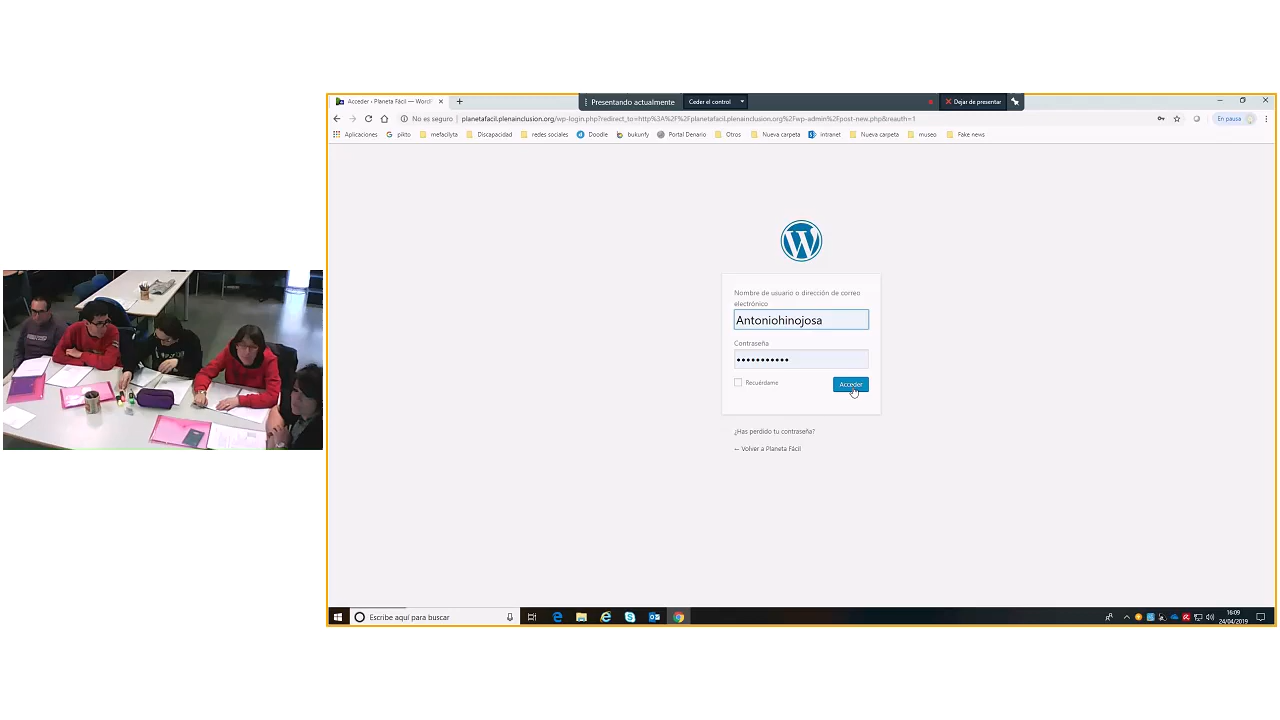 Acceder ‹ Planeta Fácil — WordP
Presentando actualmente
Ceder el control
Dejar de presentar
No es seguro
planetafacil.plenainclusion.org/wp-login.php?redirect_to=http%3A%2F%2Fplanetafacil.plenainclusion.org%2Fwp-admin%2Fpost-new.php&reauth=1
En pausa
Aplicaciones
pikto
mefacilyta
Discapacidad
redes sociales
Doodle
bukunfy
Portal Denario
Otros
Nueva carpeta
intranet
Nueva carpeta
museo
Fake news
Nombre de usuario o dirección de correo
electrónico
Antoniohinojosa
Contraseña
•••••••••••
Recuérdame
Acceder
¿Has perdido tu contraseña?
← Volver a Planeta Fácil
Escribe aquí para buscar
16:09
24/04/2019